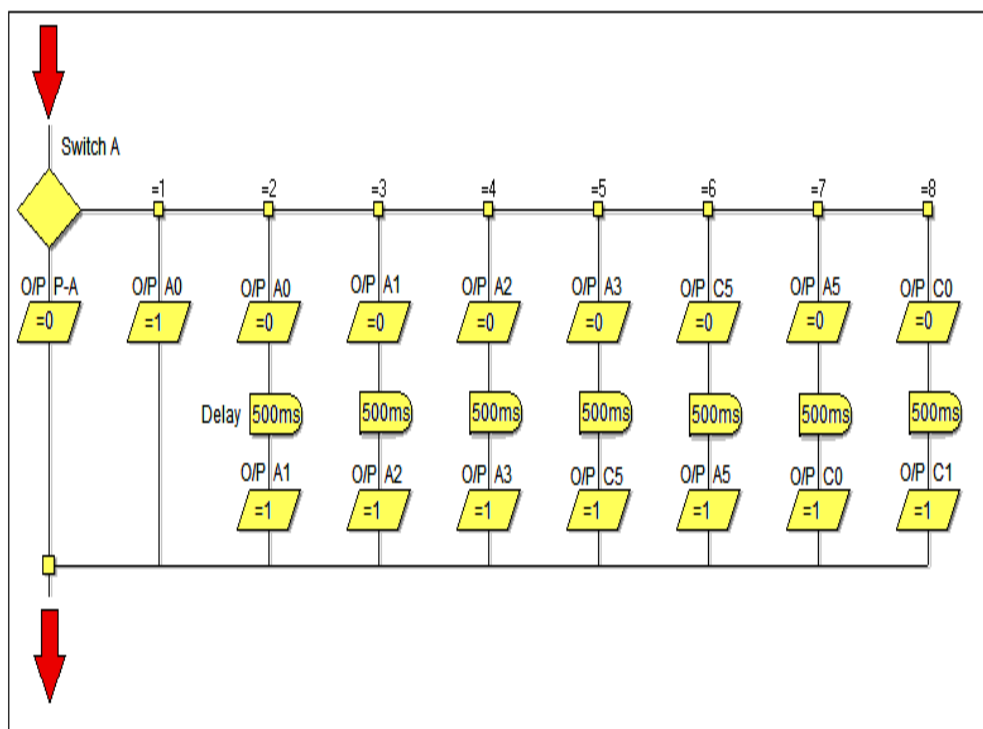 Switch A
=1 =2 =3 =4 =5 =6 =7 =8
O/P P-A O/P A0 O/P A0 O/P A1 O/P A2 O/P A3 O/P C5 O/P A5 O/P C0
=0 =1 =0 =0 =0 =0 =0 =0 =0
Delay 500ms 500ms 500ms 500ms 500ms 500ms 500ms
O/P A1 O/P A2 O/P A3 O/P C5 O/P A5 O/P C0 O/P C1
=1 =1 =1 =1 =1 =1 =1